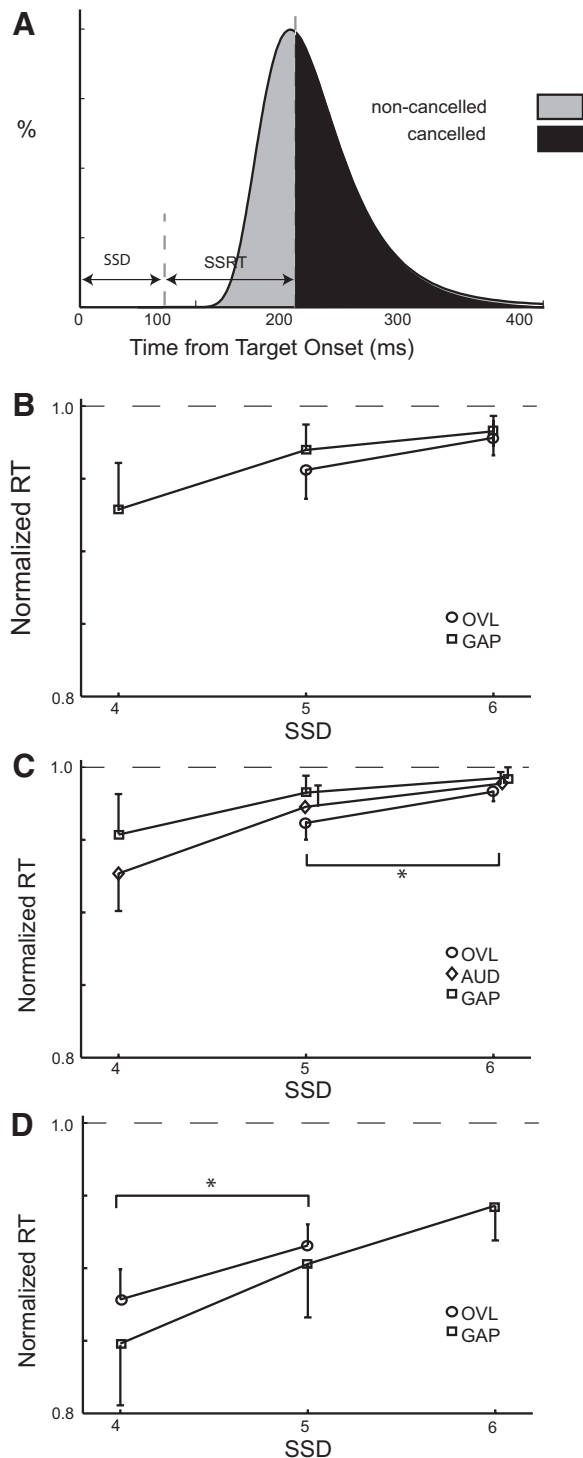 A
%
non-cancelled
cancelled
SSD
SSRT
0 100 200 300 400
Time from Target Onset (ms)
B
1.0
Normalized RT
OVL
GAP
0.8
4 5 6
SSD
C
1.0
*
Normalized RT
OVL
AUD
GAP
0.8
4 5 6
SSD
D
1.0
*
Normalized RT
OVL
GAP
0.8
4 5 6
SSD